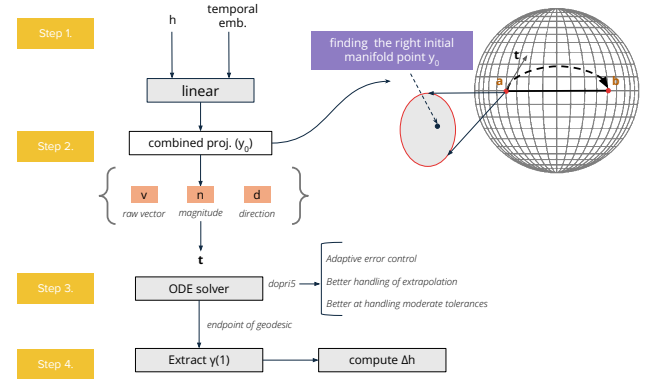 Step 1.
h
temporal
emb.
linear
finding the right initial
manifold point y₀
t
a
b
Step 2.
combined proj. (y₀)
v
n
d
raw vector
magnitude
direction
t
Step 3.
ODE solver
dopri5
Adaptive error control
Better handling of extrapolation
Better at handling moderate tolerances
endpoint of geodesic
Step 4.
Extract γ(1)
compute Δh